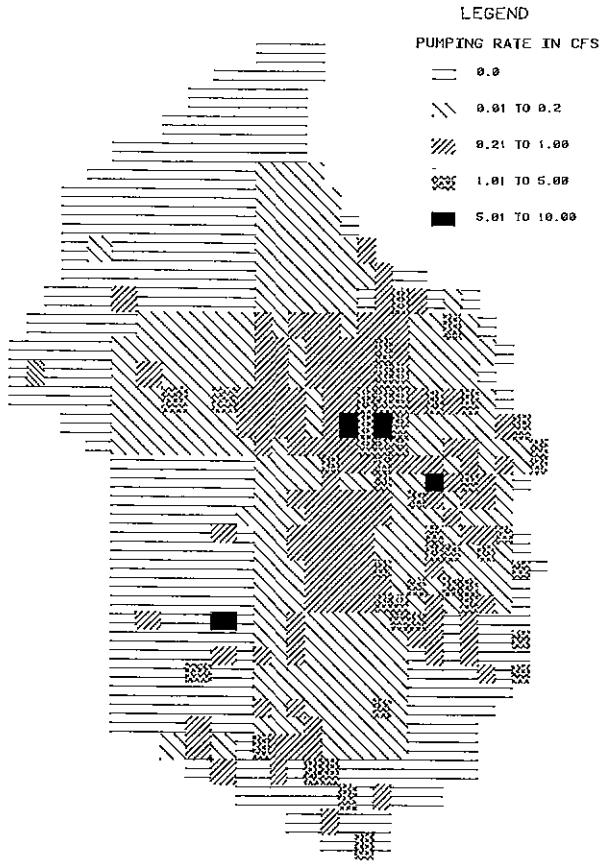 LEGEND
PUMPING RATE IN CFS
0.0
0.01 TO 0.2
0.21 TO 1.00
1.01 TO 5.00
5.01 TO 10.00